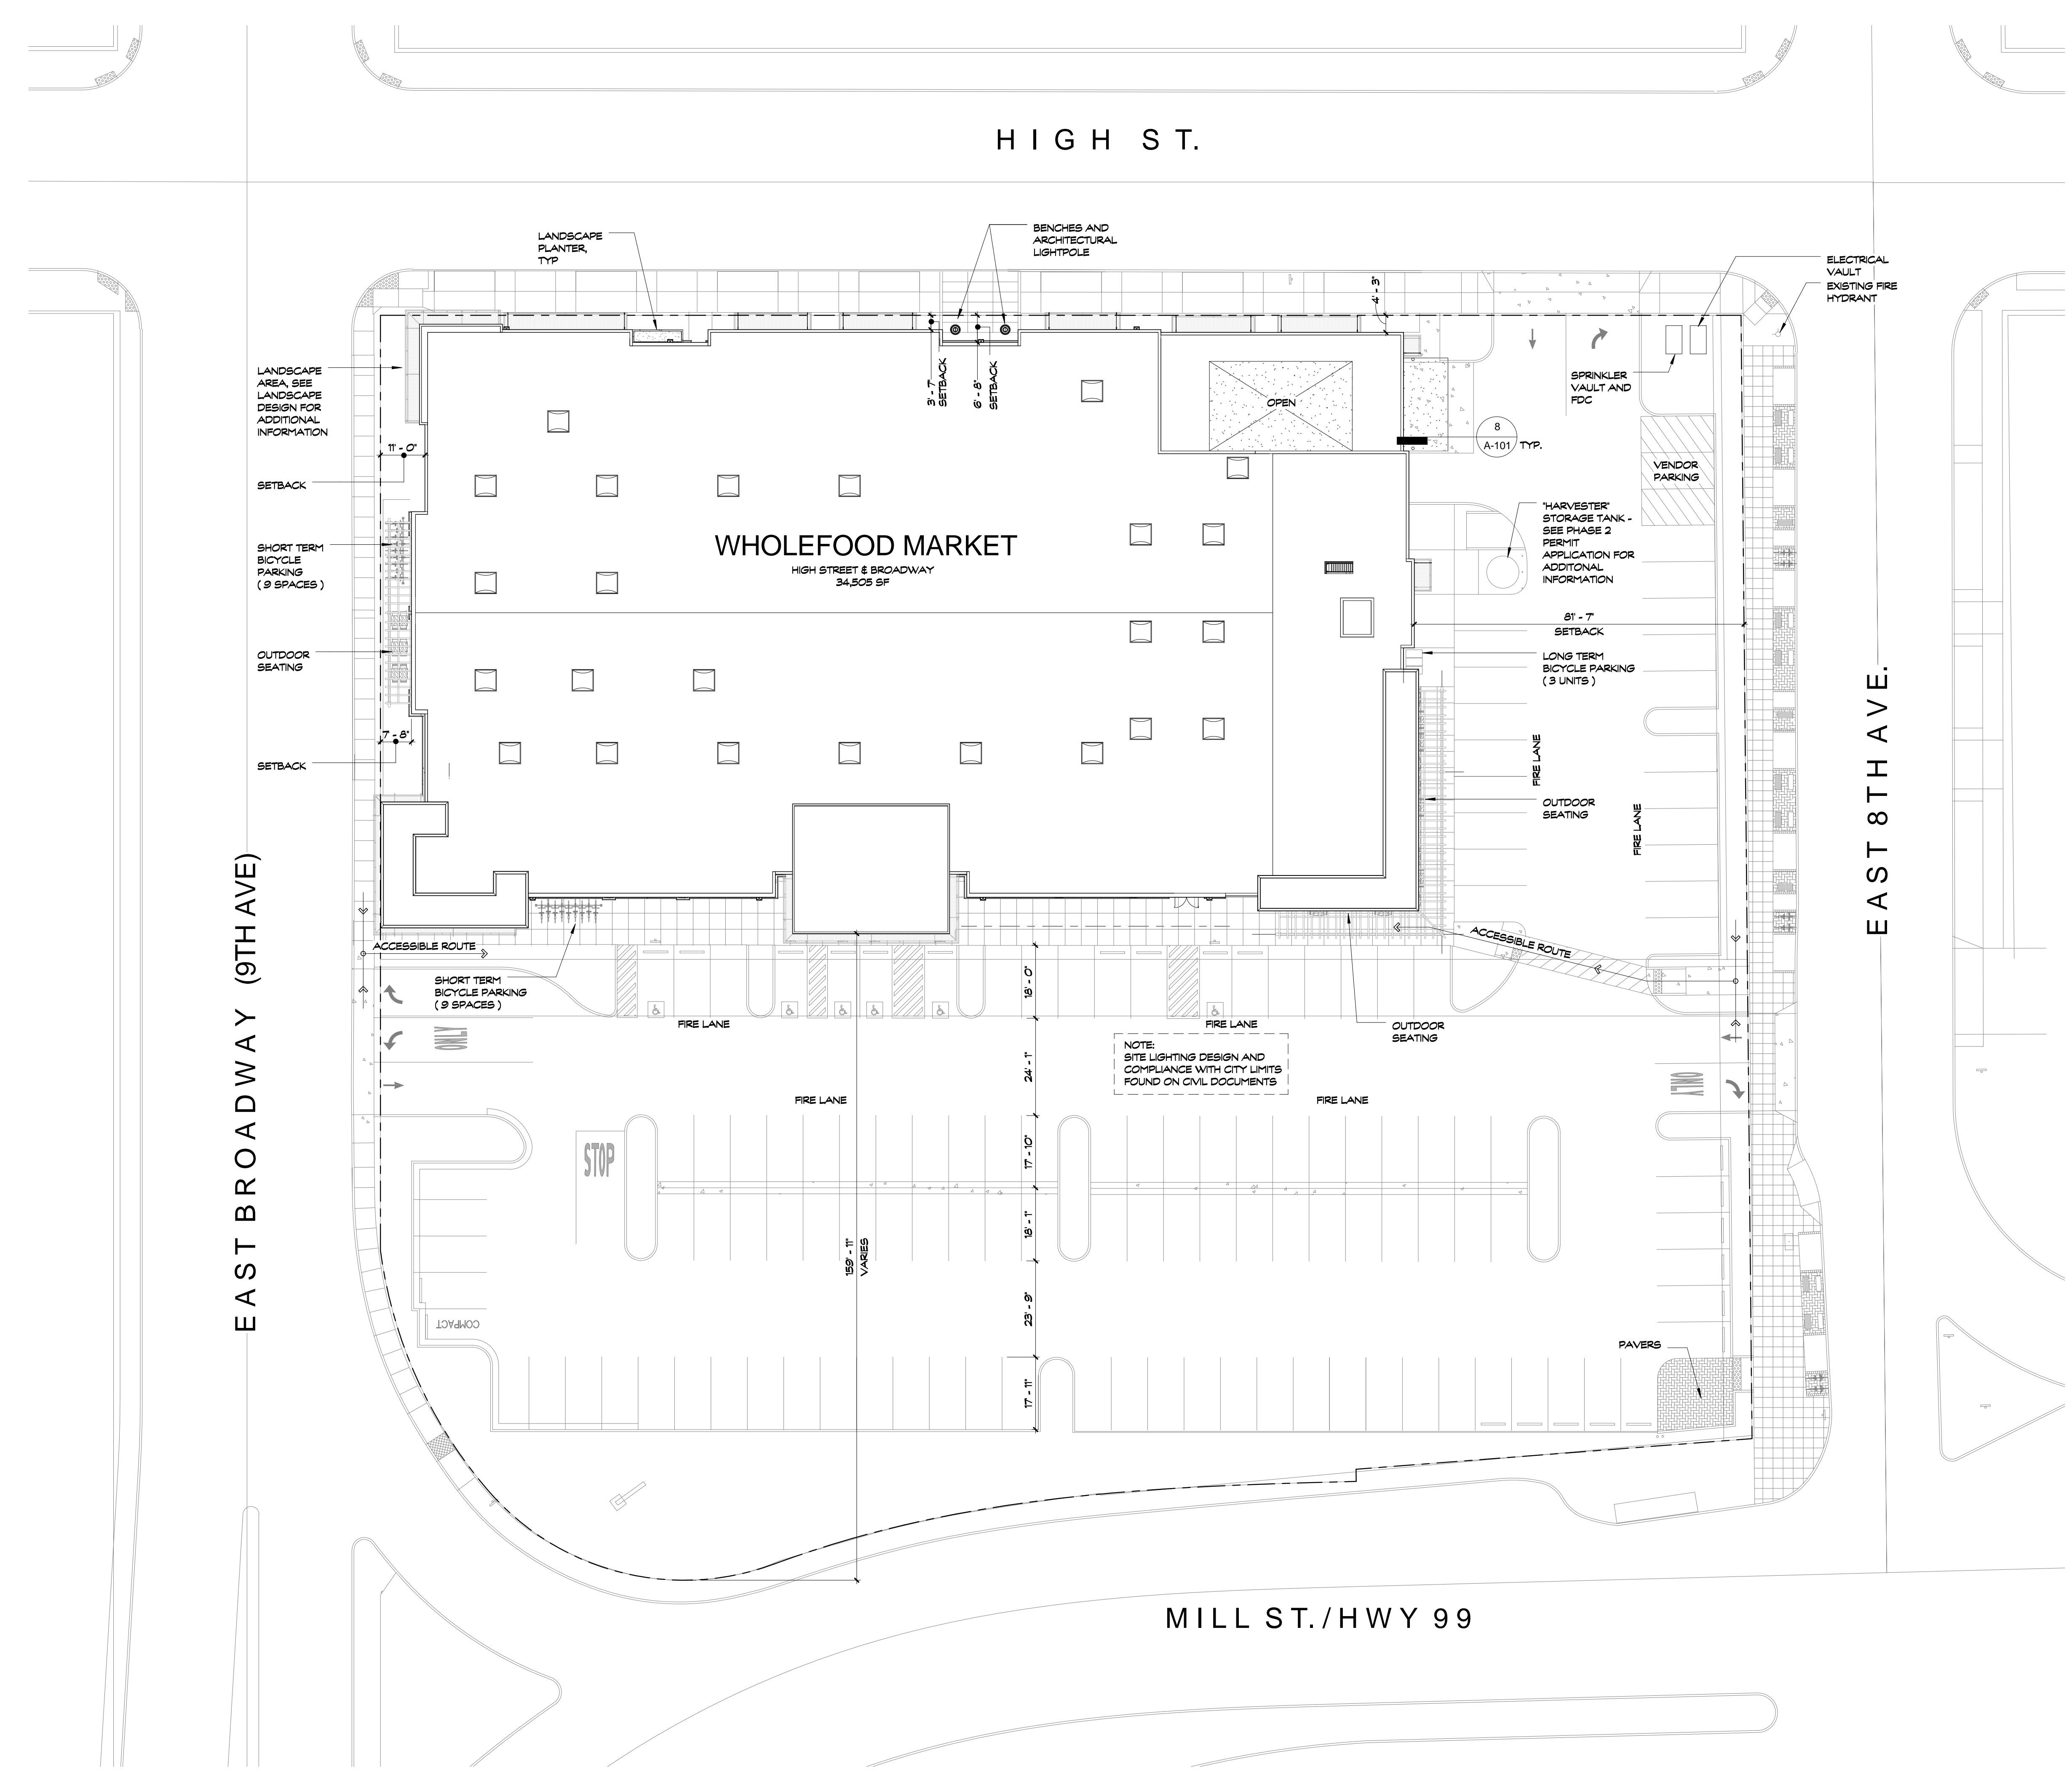 HIGH ST.
LANDSCAPE
PLANTER,
TYP
BENCHES AND
ARCHITECTURAL
LIGHTPOLE
ELECTRICAL
VAULT
EXISTING FIRE
HYDRANT
4' - 3"
LANDSCAPE
AREA, SEE
LANDSCAPE
DESIGN FOR
ADDITIONAL
INFORMATION
3' - 7"
SETBACK
6' - 8"
SETBACK
OPEN
SPRINKLER
VAULT AND
FDC
8
A-101
TYP.
11' - 0"
SETBACK
VENDOR
PARKING
"HARVESTER"
STORAGE TANK -
SEE PHASE 2
PERMIT
APPLICATION FOR
ADDITONAL
INFORMATION
SHORT TERM
BICYCLE
PARKING
( 9 SPACES )
WHOLEFOOD MARKET
HIGH STREET & BROADWAY
34,505 SF
81' - 7"
SETBACK
OUTDOOR
SEATING
LONG TERM
BICYCLE PARKING
( 3 UNITS )
7' - 8"
SETBACK
FIRE LANE
OUTDOOR
SEATING
FIRE LANE
EAST 8TH AVE.
EAST BROADWAY (9TH AVE)
ACCESSIBLE ROUTE
ACCESSIBLE ROUTE
SHORT TERM
BICYCLE PARKING
( 9 SPACES )
18' - 0"
FIRE LANE
FIRE LANE
OUTDOOR
SEATING
ONLY
NOTE:
SITE LIGHTING DESIGN AND
COMPLIANCE WITH CITY LIMITS
FOUND ON CIVIL DOCUMENTS
24' - 1"
ONLY
FIRE LANE
FIRE LANE
STOP
17' - 10"
18' - 1"
159' - 11"
VARIES
23' - 9"
COMPACT
PAVERS
17' - 11"
MILL ST./HWY 99